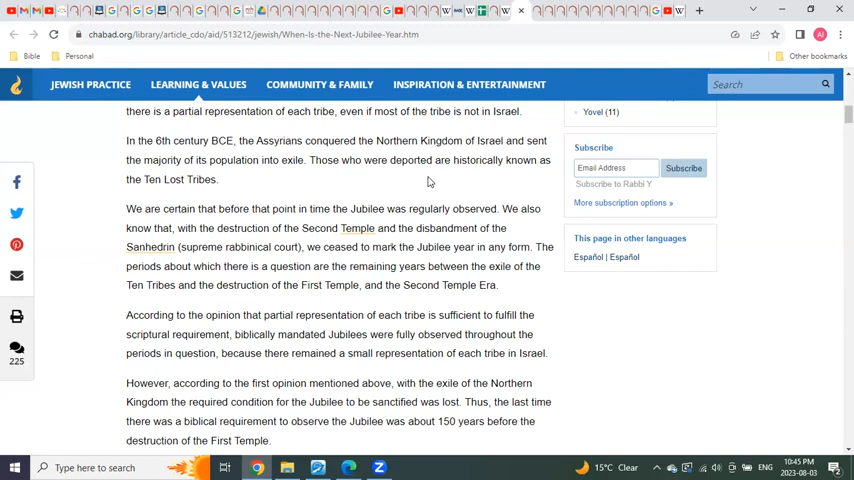 chabad.org/library/article_cdo/aid/513212/jewish/When-Is-the-Next-Jubilee-Year.htm
Bible
Personal
Other bookmarks
JEWISH PRACTICE
LEARNING & VALUES
COMMUNITY & FAMILY
INSPIRATION & ENTERTAINMENT
Search
there is a partial representation of each tribe, even if most of the tribe is not in Israel.
In the 6th century BCE, the Assyrians conquered the Northern Kingdom of Israel and sent
the majority of its population into exile. Those who were deported are historically known as
the Ten Lost Tribes.
We are certain that before that point in time the Jubilee was regularly observed. We also
know that, with the destruction of the Second Temple and the disbandment of the
Sanhedrin (supreme rabbinical court), we ceased to mark the Jubilee year in any form. The
periods about which there is a question are the remaining years between the exile of the
Ten Tribes and the destruction of the First Temple, and the Second Temple Era.
According to the opinion that partial representation of each tribe is sufficient to fulfill the
scriptural requirement, biblically mandated Jubilees were fully observed throughout the
periods in question, because there remained a small representation of each tribe in Israel.
However, according to the first opinion mentioned above, with the exile of the Northern
Kingdom the required condition for the Jubilee to be sanctified was lost. Thus, the last time
there was a biblical requirement to observe the Jubilee was about 150 years before the
destruction of the First Temple.
225
Yovel (11)
Subscribe
Email Address
Subscribe
Subscribe to Rabbi Y
More subscription options »
This page in other languages
Español | Español
Type here to search
15°C Clear
ENG
10:45 PM
2023-08-03
2